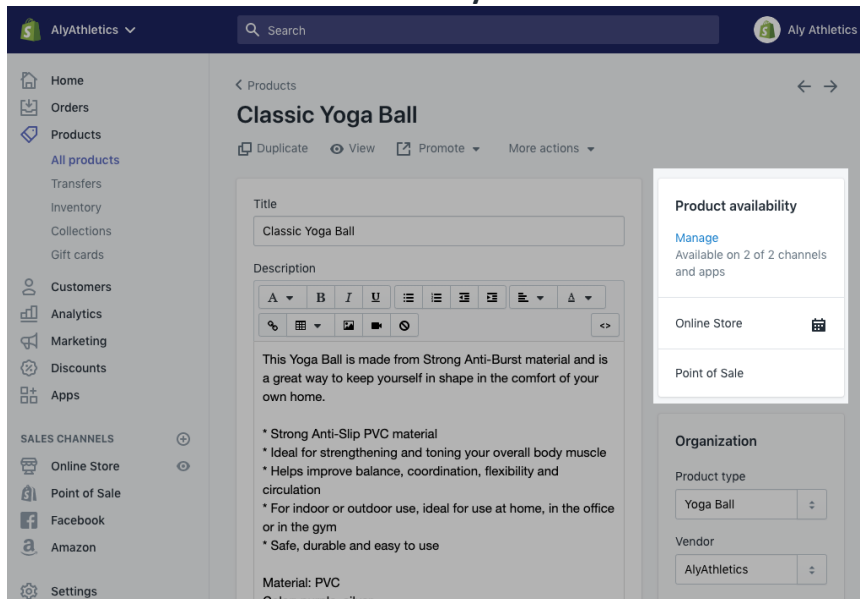 AlyAthletics
Search
Aly Athletics
Home
Orders
Products
All products
Transfers
Inventory
Collections
Gift cards
Customers
Analytics
Marketing
Discounts
Apps
SALES CHANNELS
Online Store
Point of Sale
Facebook
Amazon
Settings
Products
Classic Yoga Ball
Duplicate View Promote More actions
Title
Classic Yoga Ball
Description
A B I U A
This Yoga Ball is made from Strong Anti-Burst material and is
a great way to keep yourself in shape in the comfort of your
own home.
* Strong Anti-Slip PVC material
* Ideal for strengthening and toning your overall body muscle
* Helps improve balance, coordination, flexibility and
circulation
* For indoor or outdoor use, ideal for use at home, in the office
or in the gym
* Safe, durable and easy to use
Material: PVC
Product availability
Manage
Available on 2 of 2 channels
and apps
Online Store
Point of Sale
Organization
Product type
Yoga Ball
Vendor
AlyAthletics